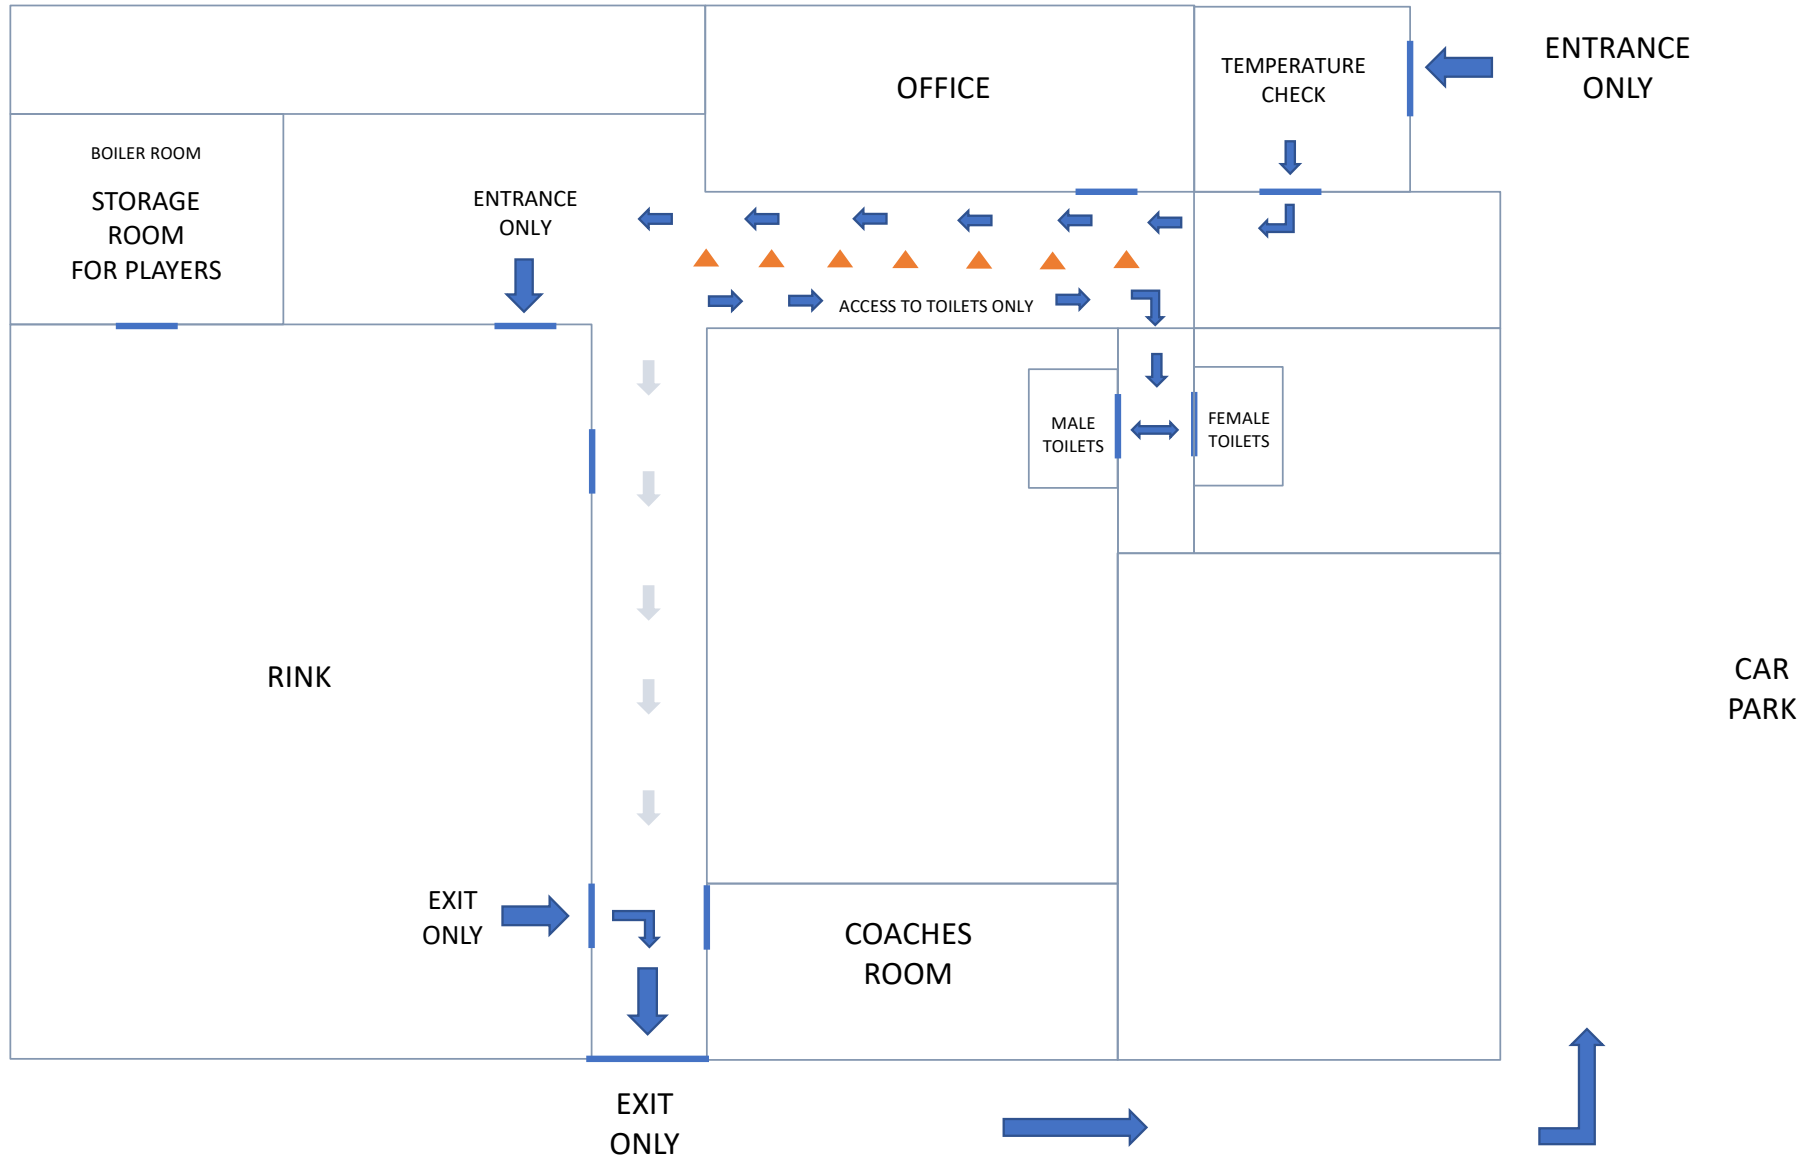 OFFICE
TEMPERATURE
CHECK
ENTRANCE
ONLY
BOILER ROOM
STORAGE
ROOM
FOR PLAYERS
ENTRANCE
ONLY
ACCESS TO TOILETS ONLY
MALE
TOILETS
FEMALE
TOILETS
RINK
CAR
PARK
EXIT
ONLY
COACHES
ROOM
EXIT
ONLY